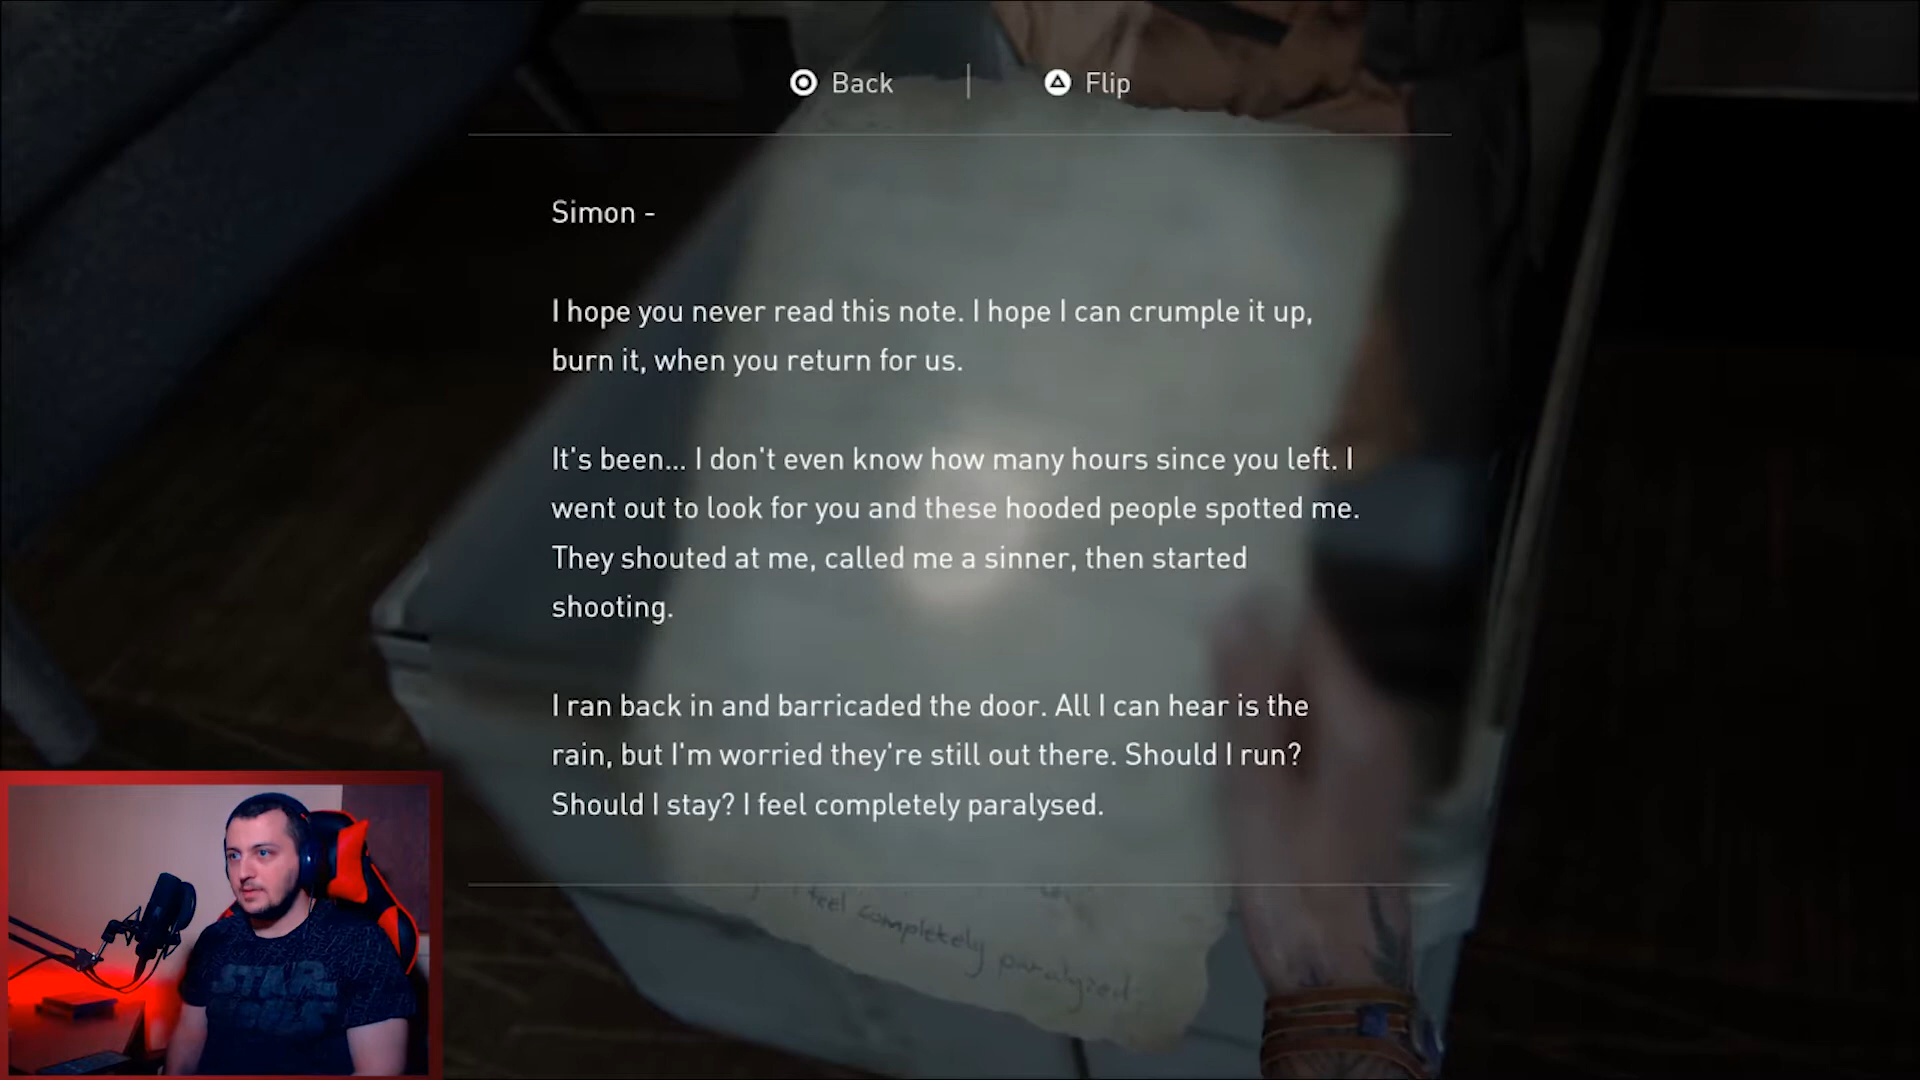 Back | Flip
Simon -
I hope you never read this note. I hope I can crumple it up,
burn it, when you return for us.
It's been... I don't even know how many hours since you left. I
went out to look for you and these hooded people spotted me.
They shouted at me, called me a sinner, then started
shooting.
I ran back in and barricaded the door. All I can hear is the
rain, but I'm worried they're still out there. Should I run?
Should I stay? I feel completely paralysed.
feel completely paralyzed.
STAR
WARS